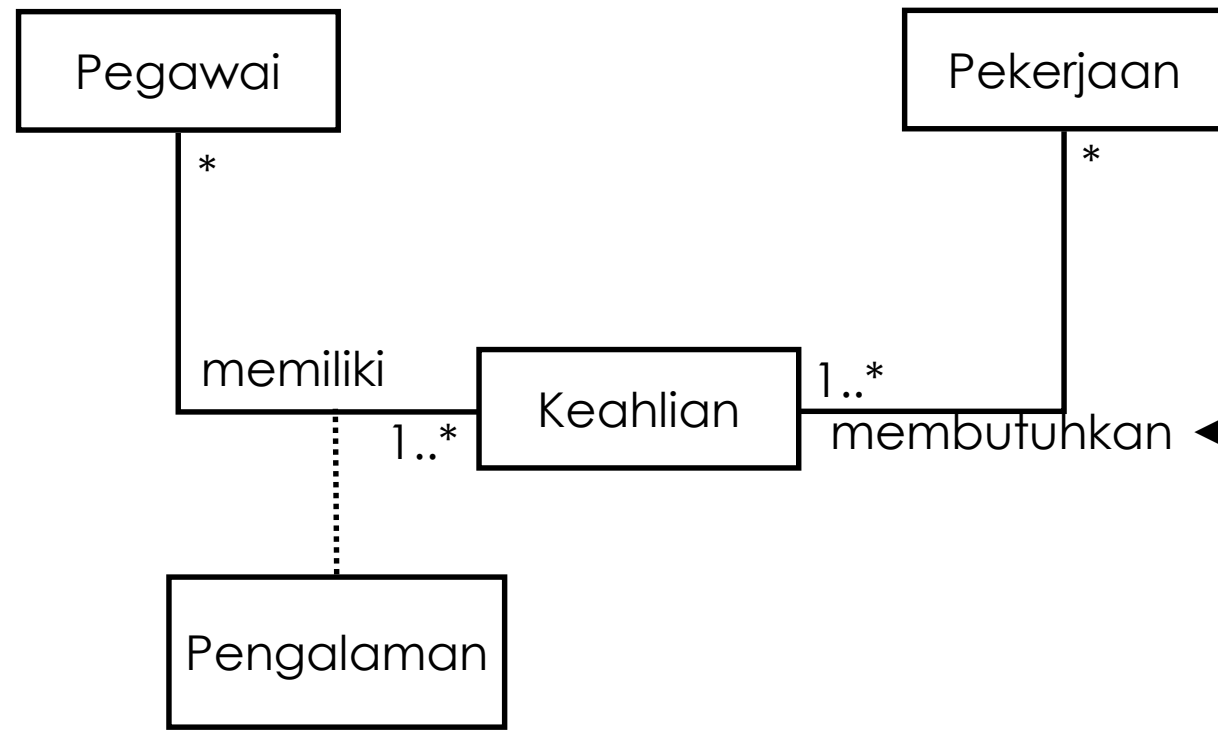 Pegawai
Pekerjaan
*
*
memiliki
1..*
Keahlian
1..*
membutuhkan
Pengalaman